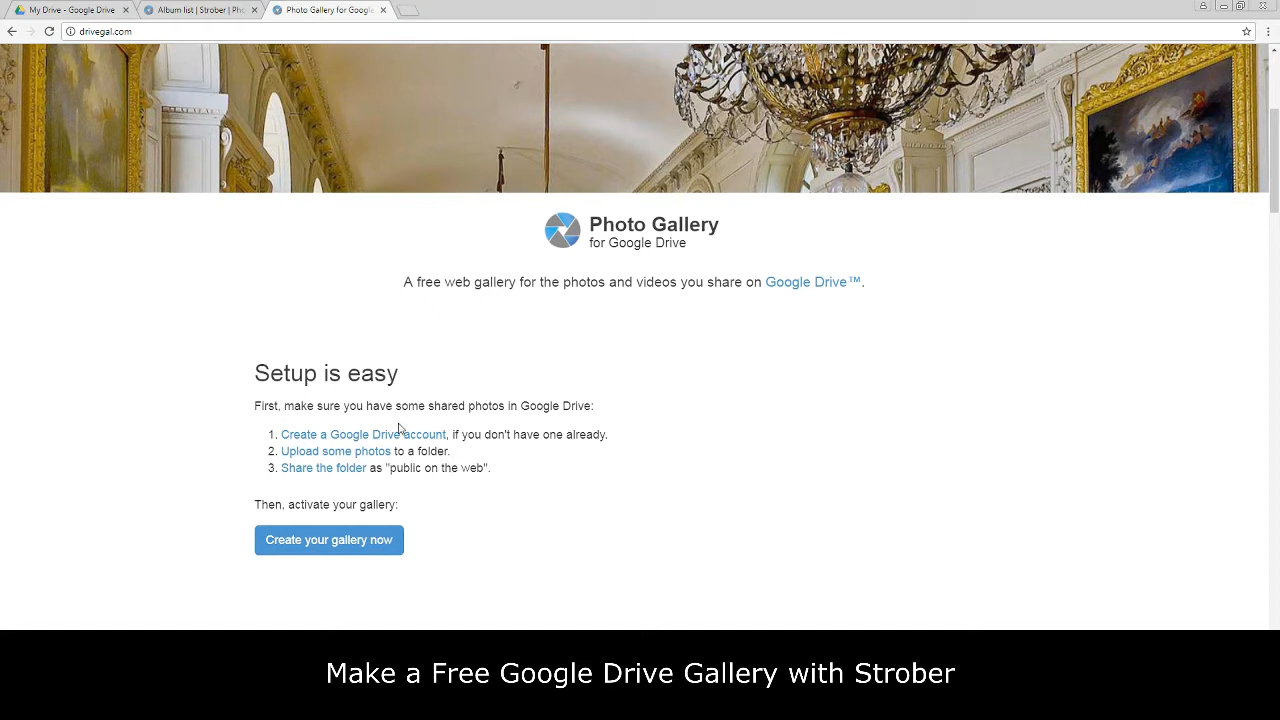 My Drive - Google Drive
Album list | Strober | Pho
Photo Gallery for Google
drivegal.com
Photo Gallery
for Google Drive
A free web gallery for the photos and videos you share on Google Drive™.
Setup is easy
First, make sure you have some shared photos in Google Drive:
1. Create a Google Drive account, if you don't have one already.
2. Upload some photos to a folder.
3. Share the folder as "public on the web".
Then, activate your gallery:
Create your gallery now
Make a Free Google Drive Gallery with Strober